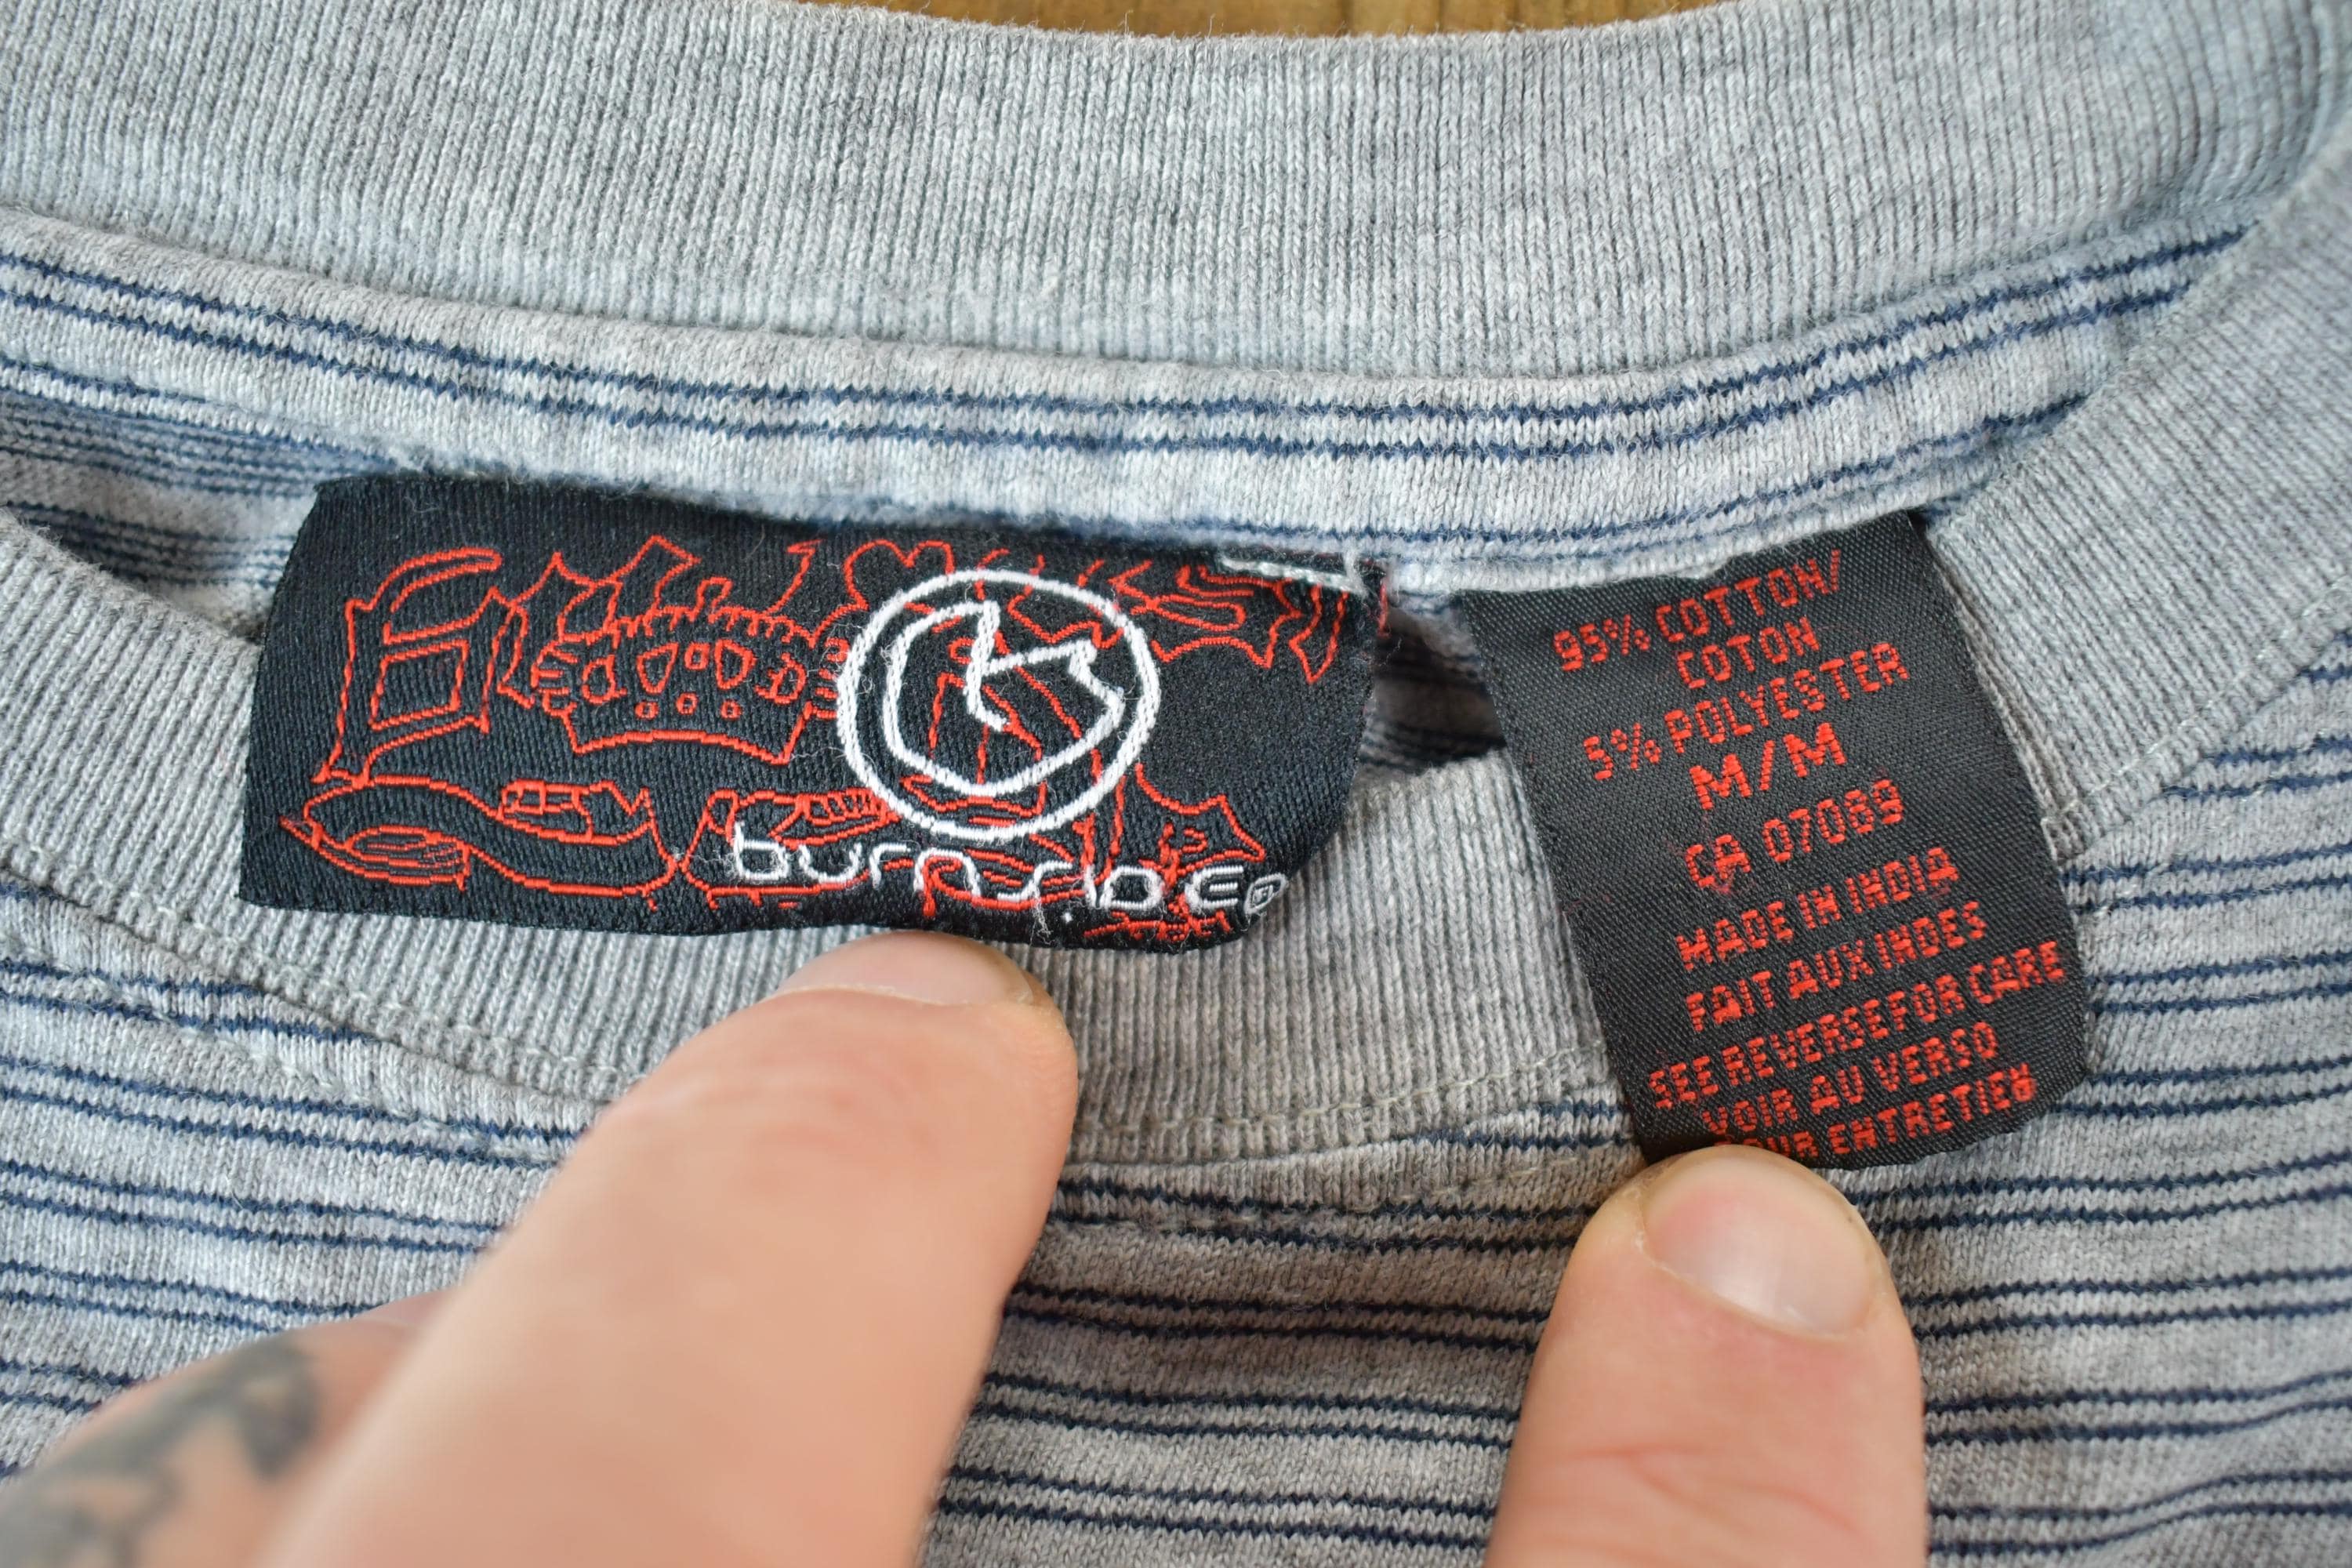 burnside®
95% COTTON/
COTON
5% POLYESTER
M/M
CA 07089
MADE IN INDIA
FAIT AUX INDES
SEE REVERSE FOR CARE
VOIR AU VERSO
POUR ENTRETIEN